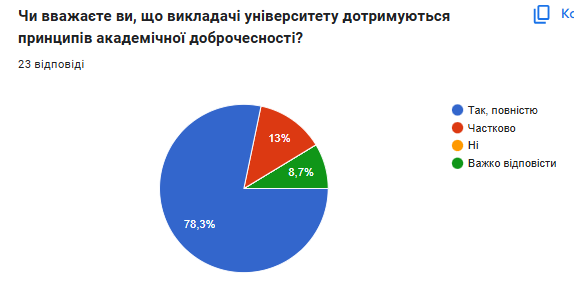 Чи вважаєте ви, що викладачі університету дотримуються
принципів академічної доброчесності?
Ко
23 відповіді
Так, повністю
Частково
Ні
Важко відповісти
13%
8,7%
78,3%